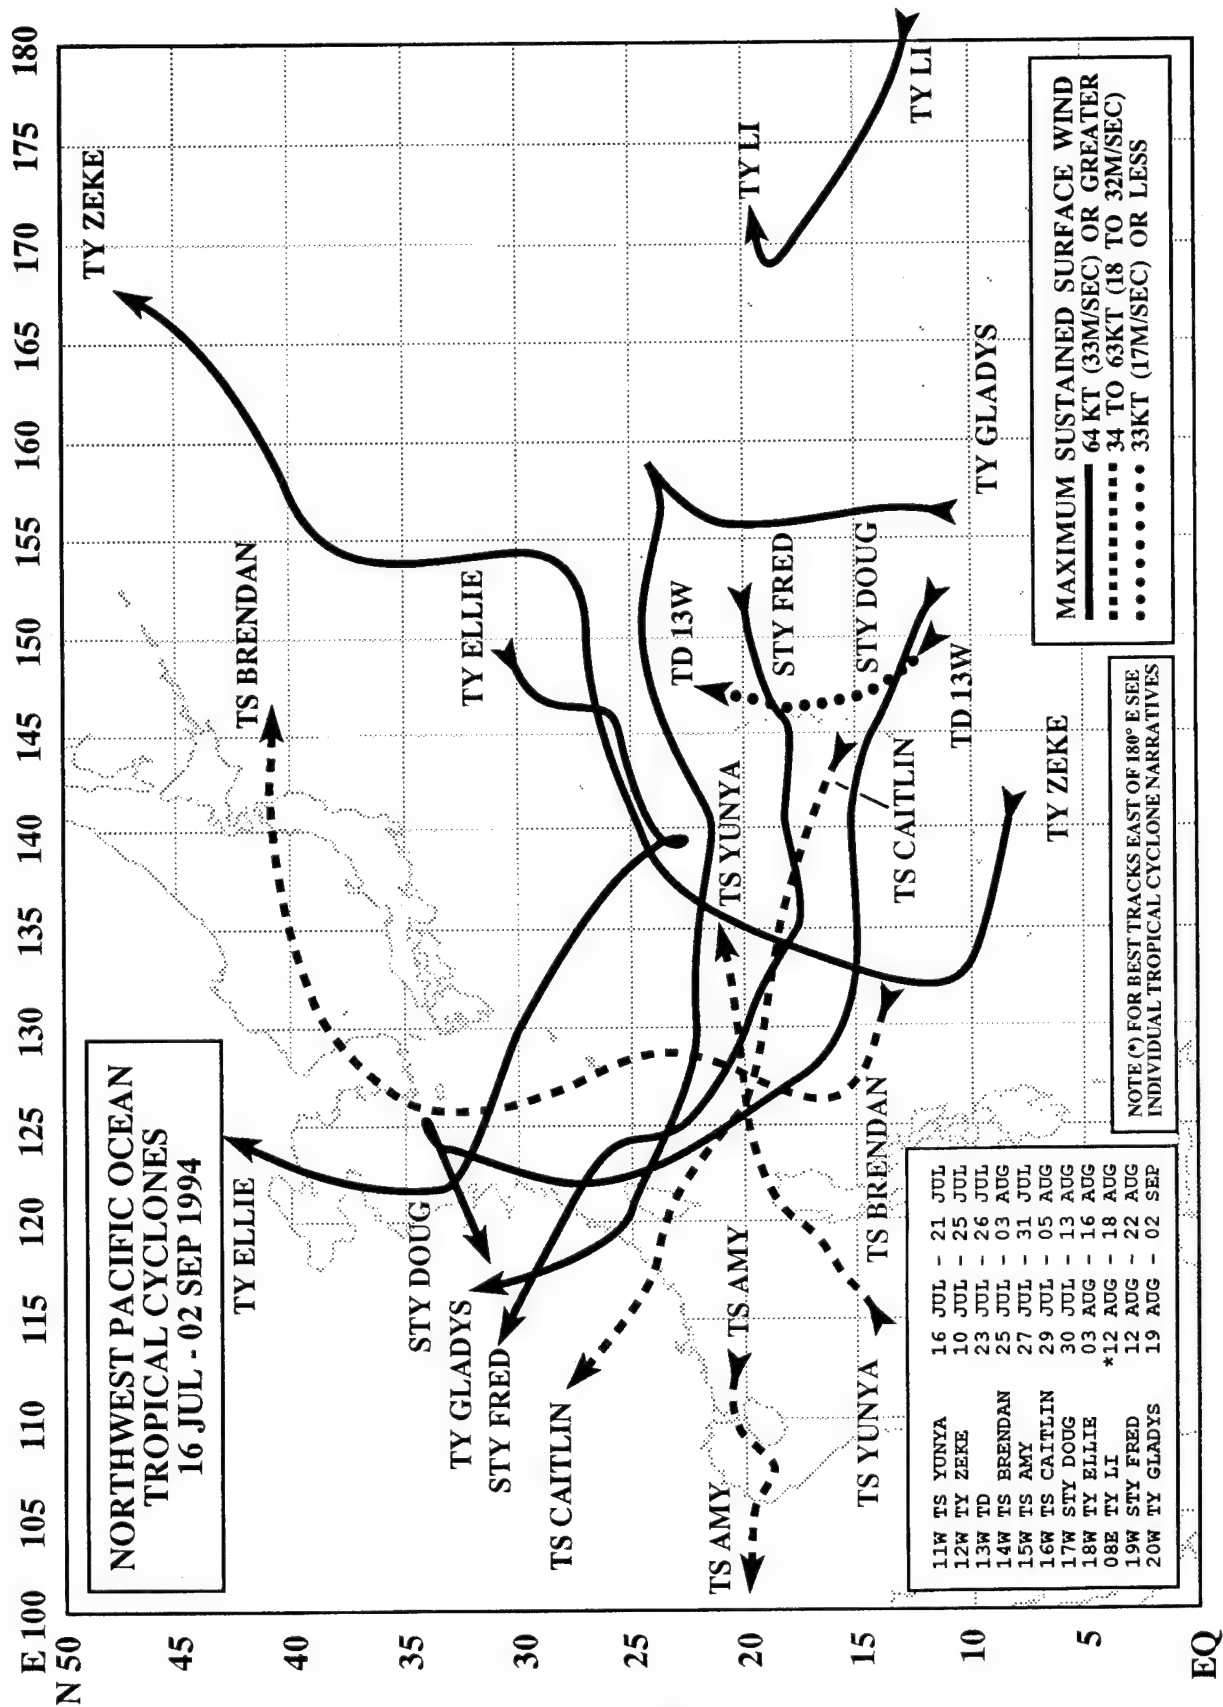 NORTHWEST PACIFIC OCEAN
TROPICAL CYCLONES
16 JUL - 02 SEP 1994
E 100 105 110 115 120 125 130 135 140 145 150 155 160 165 170 175 180
N 50
45
40
35
30
25
20
15
10
5
EQ
TY ZEKE
TS BRENDAN
TY ELLIE
TY ELLIE
STY DOUG
TY GLADYS
STY FRED
TS CAITLIN
TD 13W
TS YUNYA
TY LI
STY FRED
TS AMY
TS AMY
STY DOUG
TS CAITLIN
TY LI
TS BRENDAN
TS YUNYA
TD 13W
TY GLADYS
TY ZEKE
11W TS YUNYA 16 JUL - 21 JUL
12W TY ZEKE 10 JUL - 25 JUL
13W TD 23 JUL - 26 JUL
14W TS BRENDAN 25 JUL - 03 AUG
15W TS AMY 27 JUL - 31 JUL
16W TS CAITLIN 29 JUL - 05 AUG
17W STY DOUG 30 JUL - 13 AUG
18W TY ELLIE 03 AUG - 16 AUG
08E TY LI *12 AUG - 18 AUG
19W STY FRED 12 AUG ~ 22 AUG
20W TY GLADYS 19 AUG - 02 SEP
NOTE (*) FOR BEST TRACKS EAST OF 180° E SEE
INDIVIDUAL TROPICAL CYCLONE NARRATIVES
MAXIMUM SUSTAINED SURFACE WIND
64 KT (33M/SEC) OR GREATER
34 TO 63KT (18 TO 32M/SEC)
33KT (17M/SEC) OR LESS